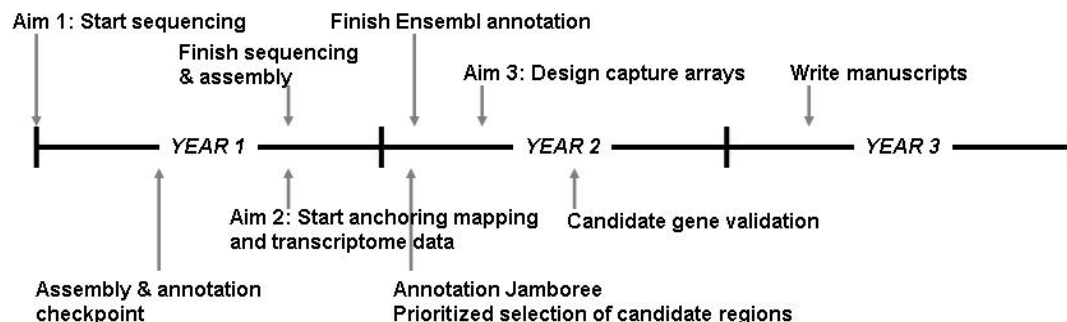 Aim 1: Start sequencing
Finish Ensembl annotation
Finish sequencing
& assembly
Aim 3: Design capture arrays
Write manuscripts
YEAR 1
YEAR 2
YEAR 3
Aim 2: Start anchoring mapping
and transcriptome data
Candidate gene validation
Assembly & annotation
checkpoint
Annotation Jamboree
Prioritized selection of candidate regions